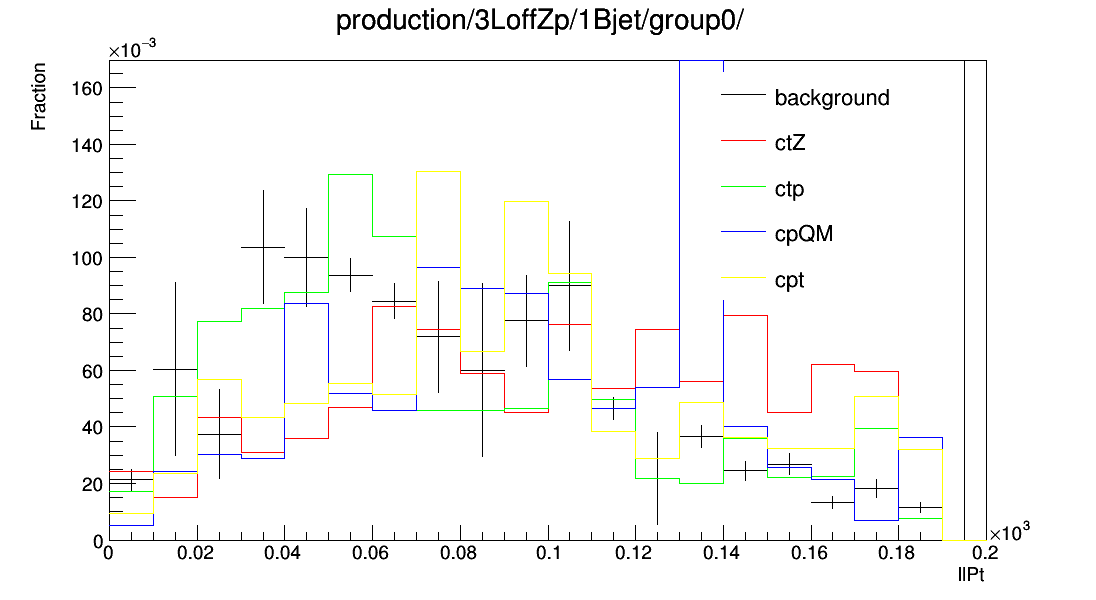 production/3LoffZp/1Bjet/group0/
×10⁻³
Fraction
160
140
120
100
80
60
40
20
0
background
ctZ
ctp
cpQM
cpt
0 0.02 0.04 0.06 0.08 0.1 0.12 0.14 0.16 0.18 0.2
×10³
llPt